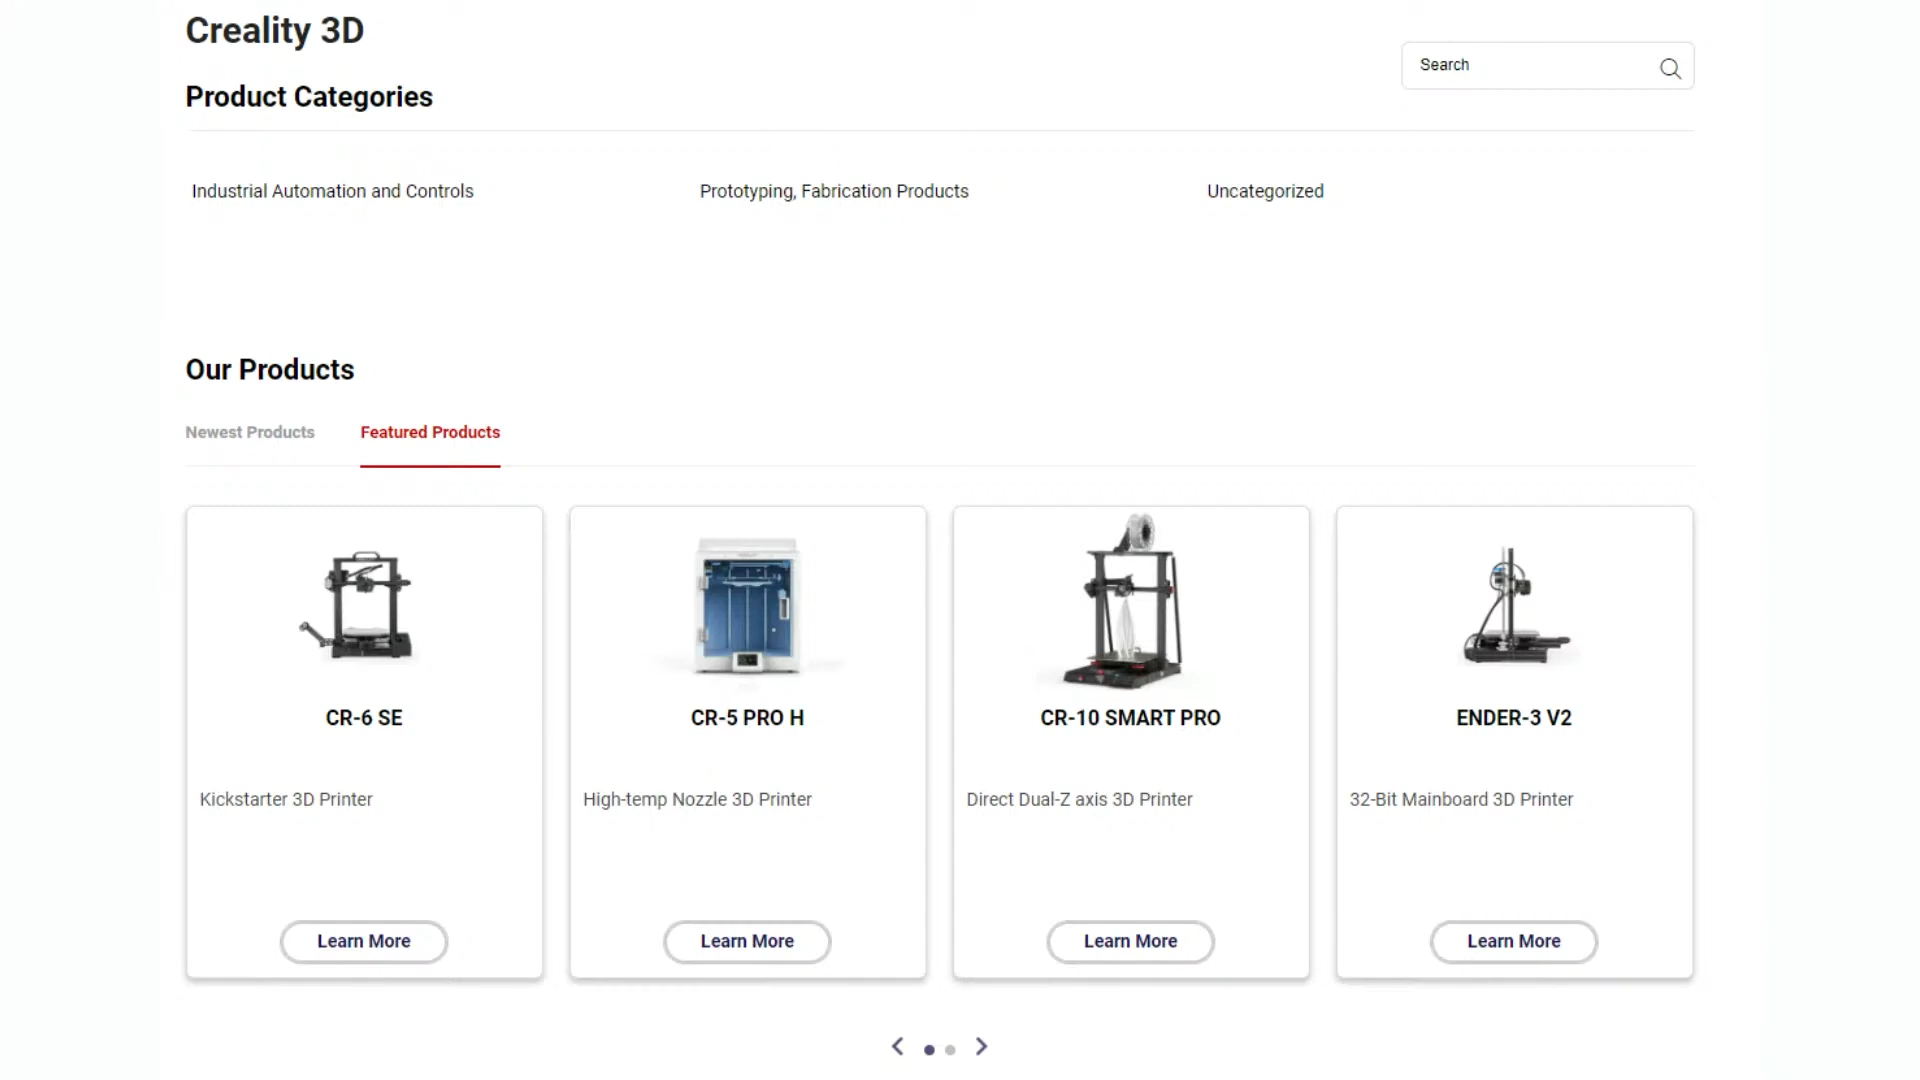 Creality 3D
Search
Product Categories
Industrial Automation and Controls
Prototyping, Fabrication Products
Uncategorized
Our Products
Newest Products
Featured Products
CR-6 SE
CR-5 PRO H
CR-10 SMART PRO
ENDER-3 V2
Kickstarter 3D Printer
High-temp Nozzle 3D Printer
Direct Dual-Z axis 3D Printer
32-Bit Mainboard 3D Printer
Learn More
Learn More
Learn More
Learn More